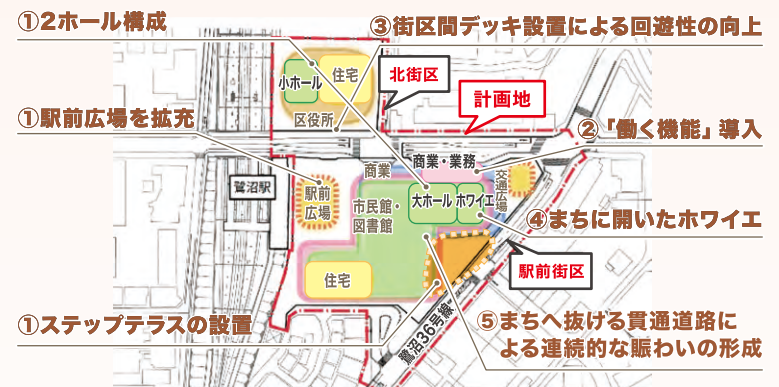 ①2ホール構成
③街区間デッキ設置による回遊性の向上
小ホール
住宅
北街区
計画地
区役所
①駅前広場を拡充
②「働く機能」導入
商業・業務
商業
鷺沼駅
駅前
広場
市民館・
図書館
大ホール
ホワイエ
交通広場
④まちに開いたホワイエ
駅前街区
住宅
①ステップテラスの設置
鷺沼36号線
⑤まちへ抜ける貫通道路に
よる連続的な賑わいの形成